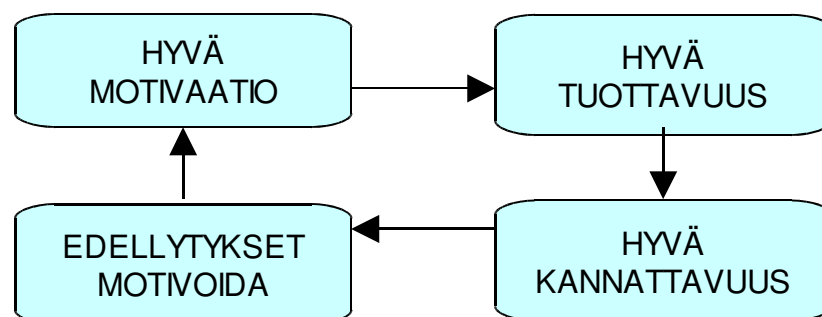 HYVÄ
MOTIVAATIO
HYVÄ
TUOTTAVUUS
EDELLYTYKSET
MOTIVOIDA
HYVÄ
KANNATTAVUUS